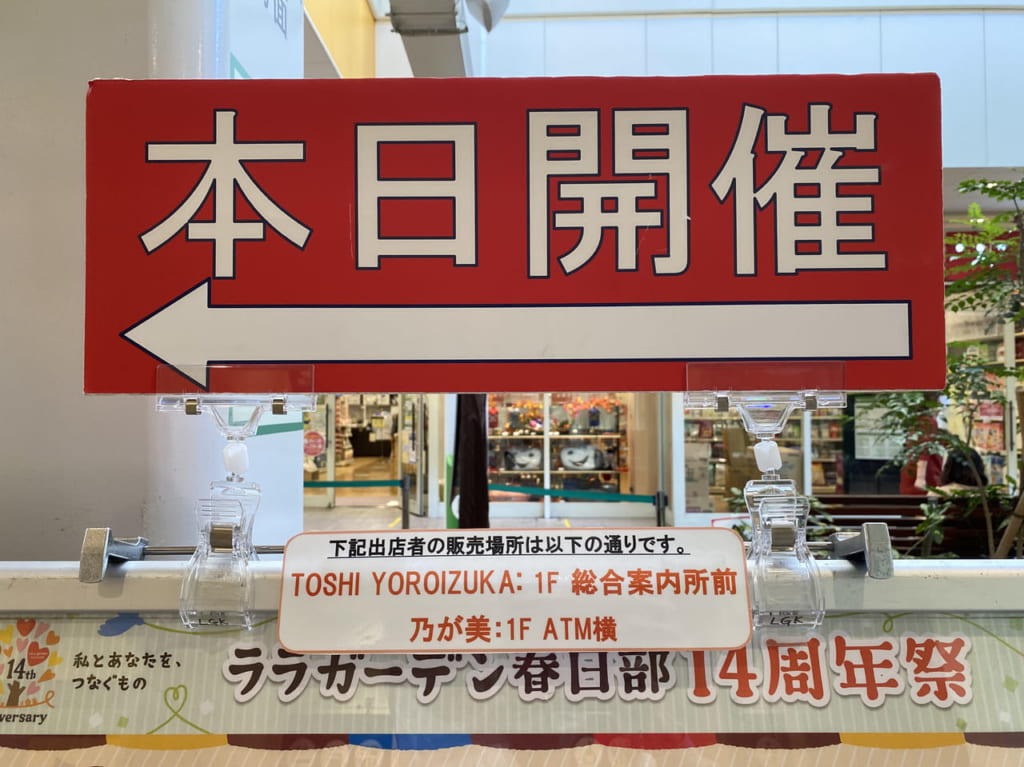 本日開催
下記出店者の販売場所は以下の通りです。
TOSHI YOROIZUKA: 1F 総合案内所前
乃が美:1F ATM横
LGK
LGK
14th
私とあなたを、
つなぐもの
ララガーデン春日部14周年祭